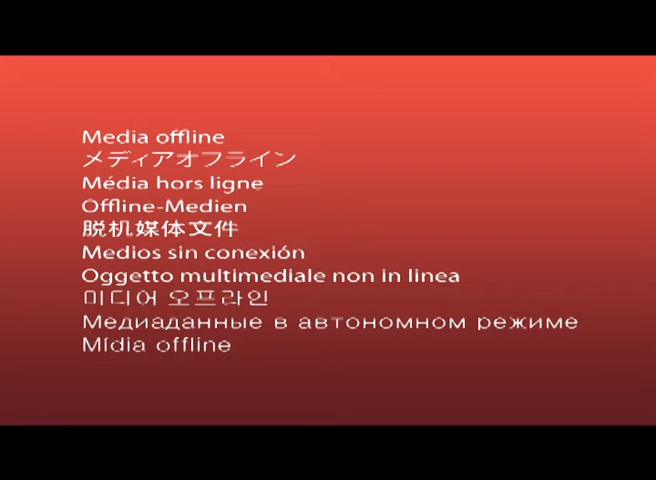 Media offline
メディアオフライン
Média hors ligne
Offline-Medien
脱机媒体文件
Medios sin conexión
Oggetto multimediale non in linea
미디어 오프라인
Медиаданные в автономном режиме
Mídia offline